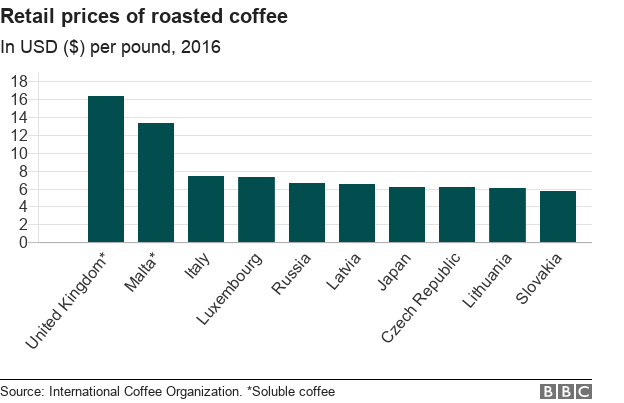 Retail prices of roasted coffee
In USD ($) per pound, 2016
18
16
14
12
10
8
6
4
2
0
United Kingdom*
Malta*
Italy
Luxembourg
Russia
Latvia
Japan
Czech Republic
Lithuania
Slovakia
Source: International Coffee Organization. *Soluble coffee
BBC